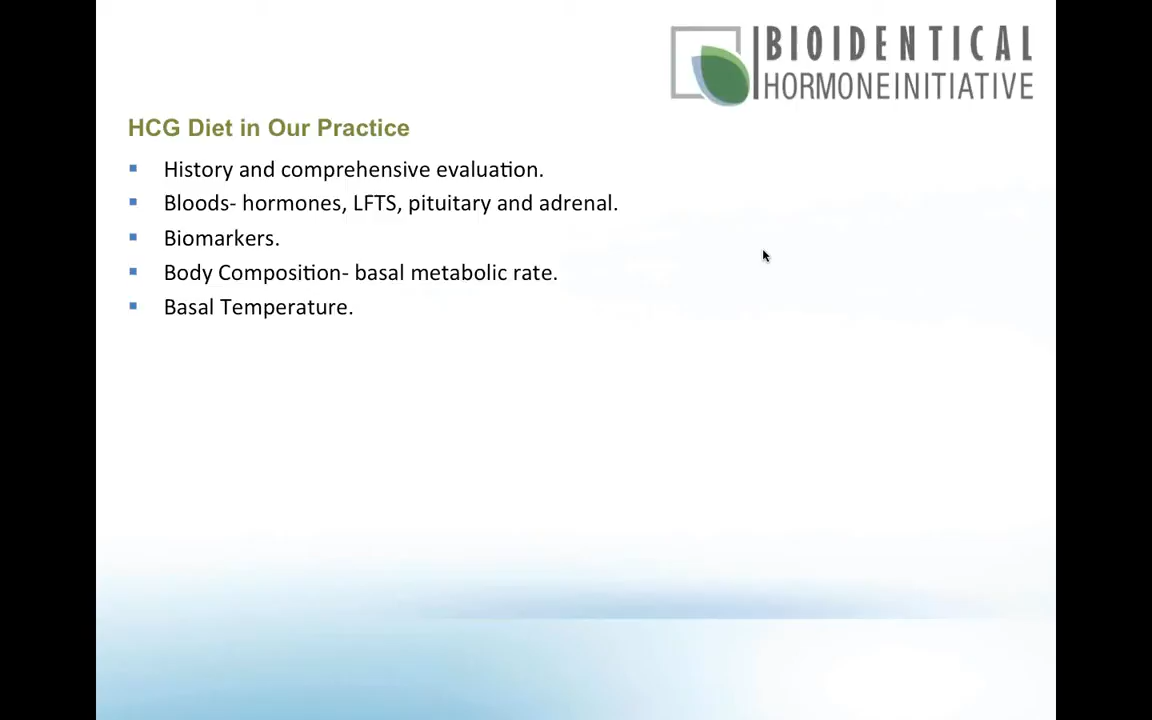 BIOIDENTICAL
HORMONEINITIATIVE
HCG Diet in Our Practice
History and comprehensive evaluation.
Bloods- hormones, LFTS, pituitary and adrenal.
Biomarkers.
Body Composition- basal metabolic rate.
Basal Temperature.